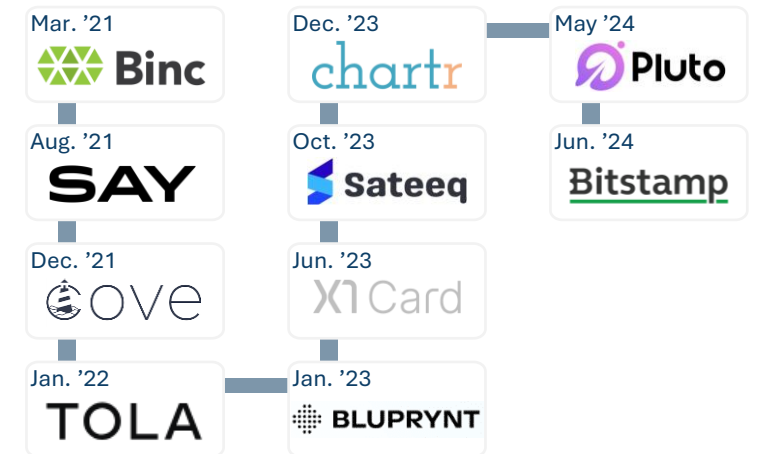 Mar. ’21
Binc
Aug. ’21
SAY
Dec. ’21
Cove
Jan. ’22
TOLA
Jan. ’23
BLUPRYNT
Jun. ’23
X1 Card
Oct. ’23
Sateeq
Dec. ’23
chartr
May ’24
Pluto
Jun. ’24
Bitstamp